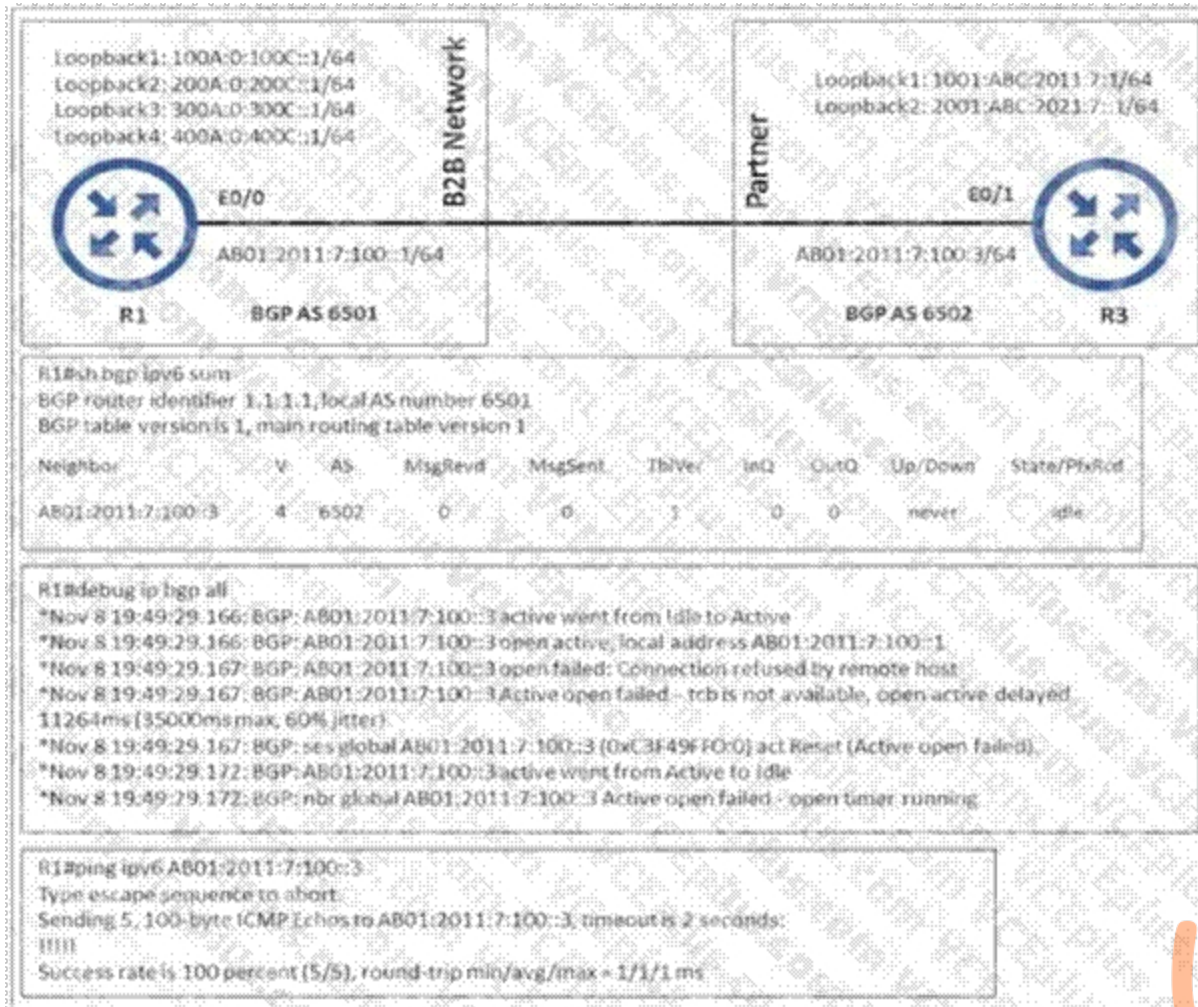 Loopback1: 100A:0:100C::1/64
Loopback2: 200A:0:200C::1/64
Loopback3: 300A:0:300C::1/64
Loopback4: 400A:0:400C::1/64
B2B Network
E0/0
AB01:2011:7:100::1/64
R1
BGP AS 6501
Partner
Loopback1: 1001:ABC:2011:7:1/64
Loopback2: 2001:ABC:2021:7::1/64
E0/1
AB01:2011:7:100:3/64
BGP AS 6502
R3
R1#sh bgp ipv6 sum
BGP router identifier 1.1.1.1, local AS number 6501
BGP table version is 1, main routing table version 1
Neighbor V AS MsgRevd MsgSent TblVer InQ OutQ Up/Down State/PfxRcd
AB01:2011:7:100::3 4 6502 0 0 1 0 0 never idle
R1#debug ip bgp all
*Nov 8 19:49:29.166: BGP: AB01:2011:7:100::3 active went from Idle to Active
*Nov 8 19:49:29.166: BGP: AB01:2011:7:100::3 open active, local address AB01:2011:7:100::1
*Nov 8 19:49:29.167: BGP: AB01:2011:7:100::3 open failed: Connection refused by remote host
*Nov 8 19:49:29.167: BGP: AB01:2011:7:100::3 Active open failed - tcb is not available, open active delayed
11264ms (35000ms max, 60% jitter)
*Nov 8 19:49:29.167: BGP: ses global AB01:2011:7:100::3 act Reset (Active open failed).
*Nov 8 19:49:29.172: BGP: AB01:2011:7:100::3 active went from Active to Idle
*Nov 8 19:49:29.172: BGP: nbr global AB01:2011:7:100::3 Active open failed - open timer running
R1#ping ipv6 AB01:2011:7:100::3
Type escape sequence to abort.
Sending 5, 100-byte ICMP Echos to AB01:2011:7:100::3, timeout is 2 seconds:
!!!!!
Success rate is 100 percent (5/5), round-trip min/avg/max = 1/1/1 ms